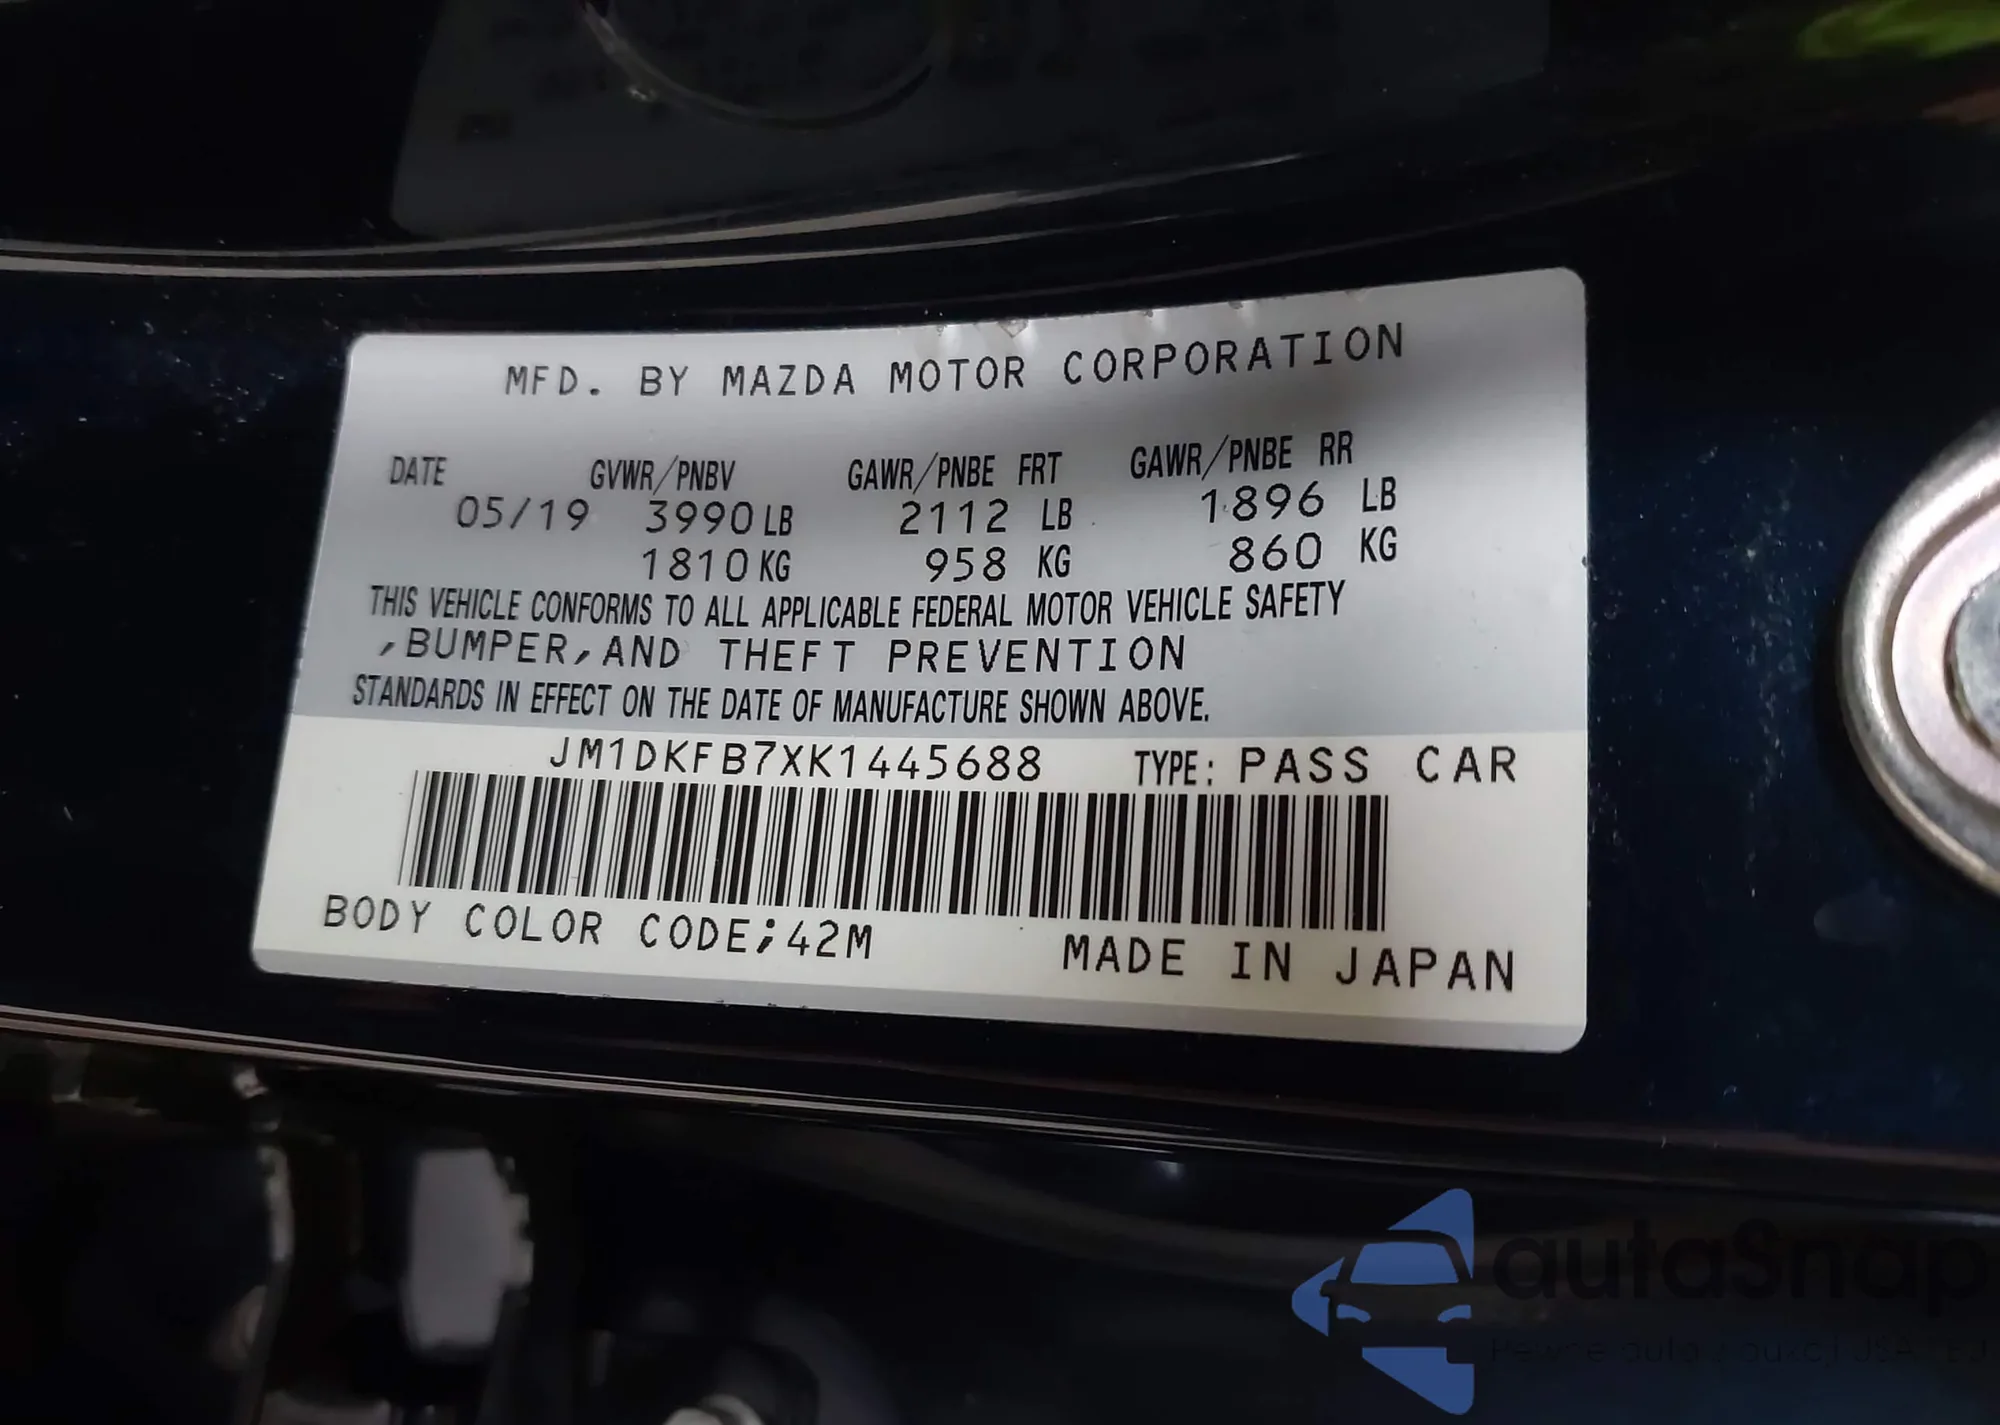 MFD. BY MAZDA MOTOR CORPORATION
DATE GVWR/PNBV GAWR/PNBE FRT GAWR/PNBE RR
05/19 3990 LB 2112 LB 1896 LB
1810 KG 958 KG 860 KG
THIS VEHICLE CONFORMS TO ALL APPLICABLE FEDERAL MOTOR VEHICLE SAFETY
,BUMPER,AND THEFT PREVENTION
STANDARDS IN EFFECT ON THE DATE OF MANUFACTURE SHOWN ABOVE.
JM1DKFB7XK1445688 TYPE: PASS CAR
BODY COLOR CODE;42M MADE IN JAPAN
autaSnap